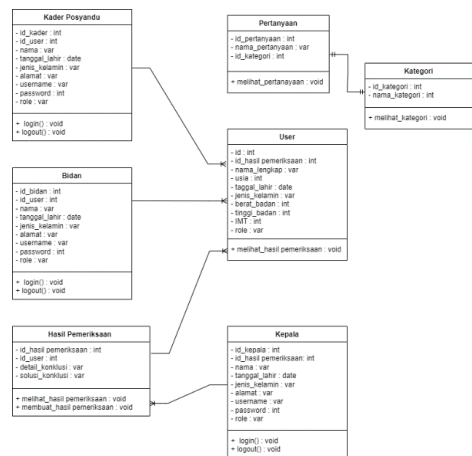 Kader Posyandu
- id_kader : int
- id_user : int
- nama : var
- tanggal_lahir : date
- jenis_kelamin : var
- alamat : var
- username : var
- password : int
- role : var
+ login() : void
+ logout() : void
Pertanyaan
- id_pertanyaan : int
- nama_pertanyaan : var
- id_kategori : int
+ melihat_pertanayaan : void
Kategori
- id_kategori : int
- nama_kategori : int
+ melihat_kategori : void
User
- id : int
- id_hasil pemeriksaan : int
- nama_lengkap : var
- usia : int
- taggal_lahir : date
- jenis_kelamin : var
- berat_badan : int
- tinggi_badan : int
- IMT : int
- role : var
+ melihat_hasil pemeriksaan : void
Bidan
- id_bidan : int
- id_user : int
- nama : var
- tanggal_lahir : date
- jenis_kelamin : var
- alamat : var
- username : var
- password : int
- role : var
+ login() : void
+ logout() : void
Hasil Pemeriksaan
- id_hasil pemeriksaan : int
- id_user : int
- detail_konklusi : var
- solusi_konklusi : var
+ melihat_hasil pemeriksaan : void
+ membuat_hasil pemeriksaan : void
Kepala
- id_kepala : int
- id_hasil pemeriksaan: int
- nama : var
- tanggal_lahir : date
- jenis_kelamin : var
- alamat : var
- username : var
- password : int
- role : var
+ login() : void
+ logout() : void